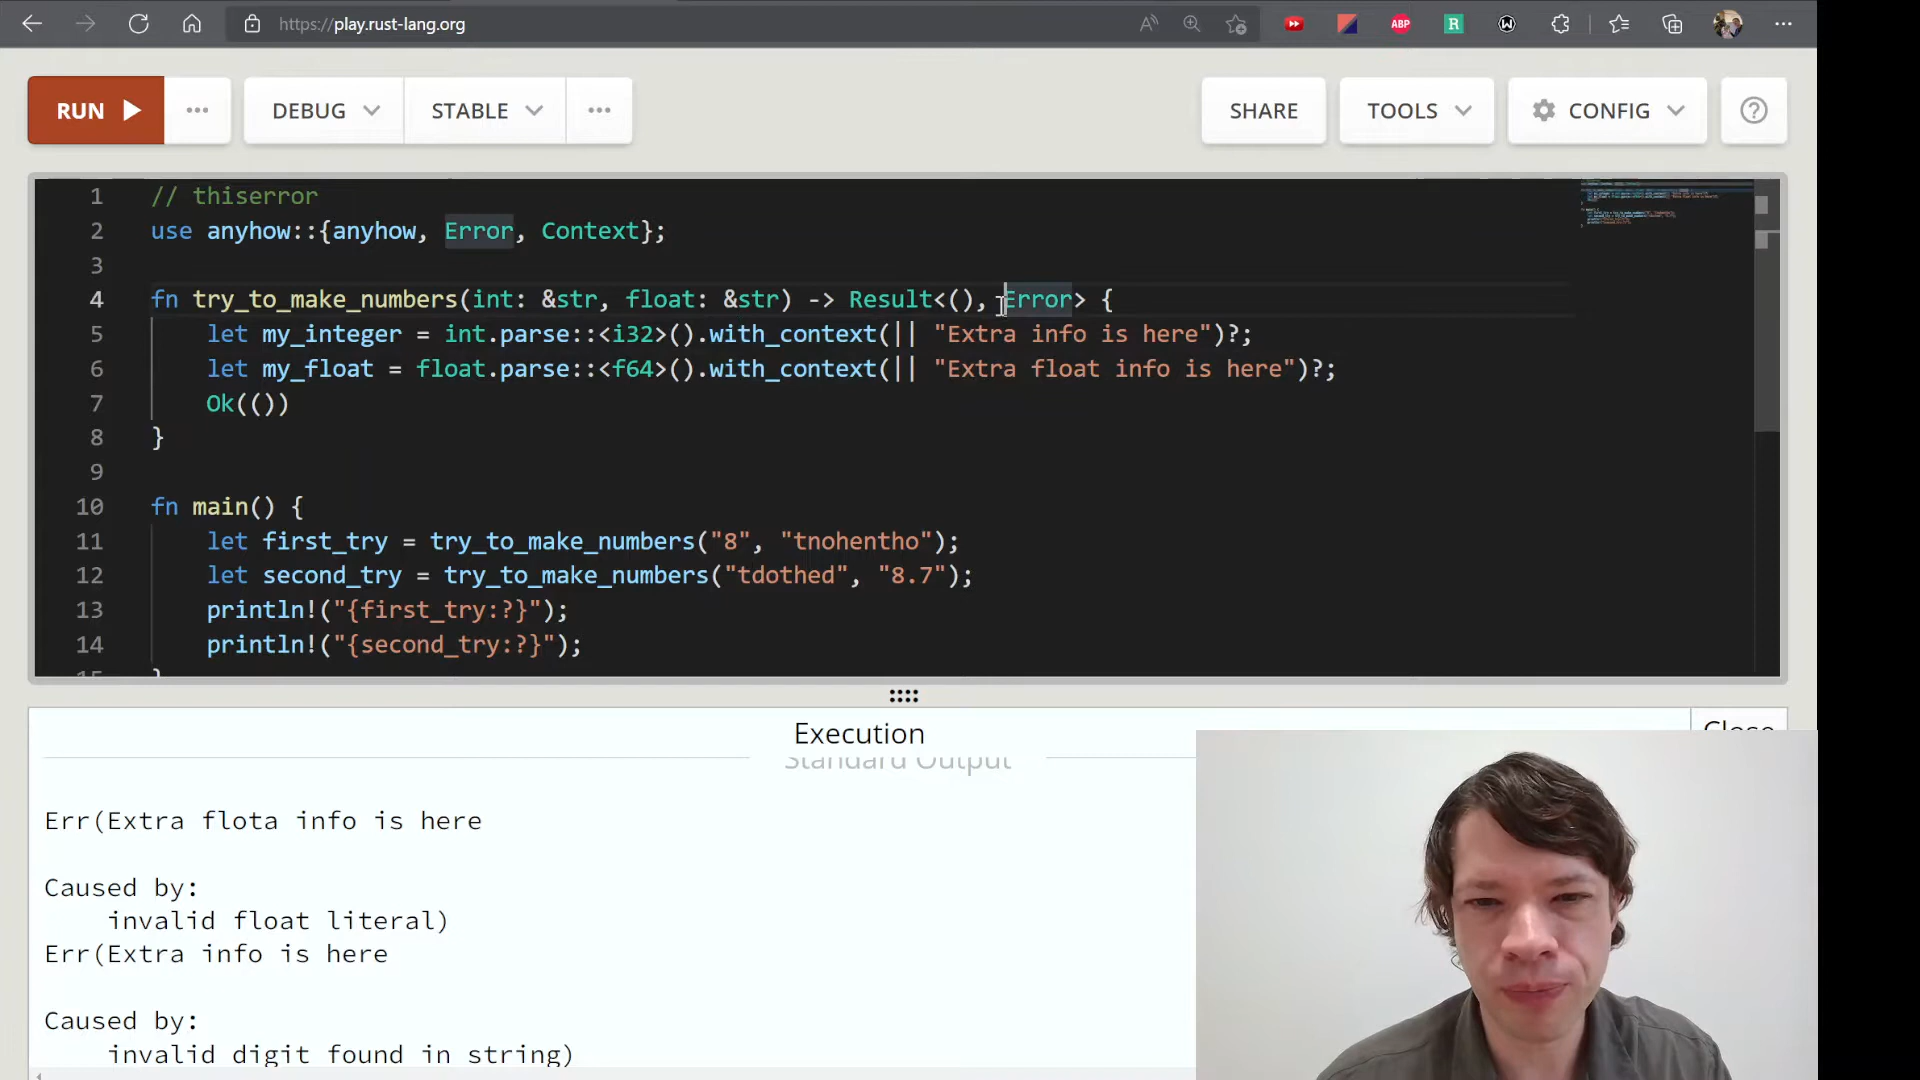 https://play.rust-lang.org
ABP
R
W
RUN
DEBUG
STABLE
SHARE
TOOLS
CONFIG
1 // thiserror
2 use anyhow::{anyhow, Error, Context};
3
4 fn try_to_make_numbers(int: &str, float: &str) -> Result<(), Error> {
5 let my_integer = int.parse::<i32>().with_context(|| "Extra info is here")?;
6 let my_float = float.parse::<f64>().with_context(|| "Extra float info is here")?;
7 Ok(())
8 }
9
10 fn main() {
11 let first_try = try_to_make_numbers("8", "tnohentho");
12 let second_try = try_to_make_numbers("tdothed", "8.7");
13 println!("{first_try:?}");
14 println!("{second_try:?}");
15 }
Execution
Close
Standard Output
Err(Extra flota info is here
Caused by:
invalid float literal)
Err(Extra info is here
Caused by:
invalid digit found in string)